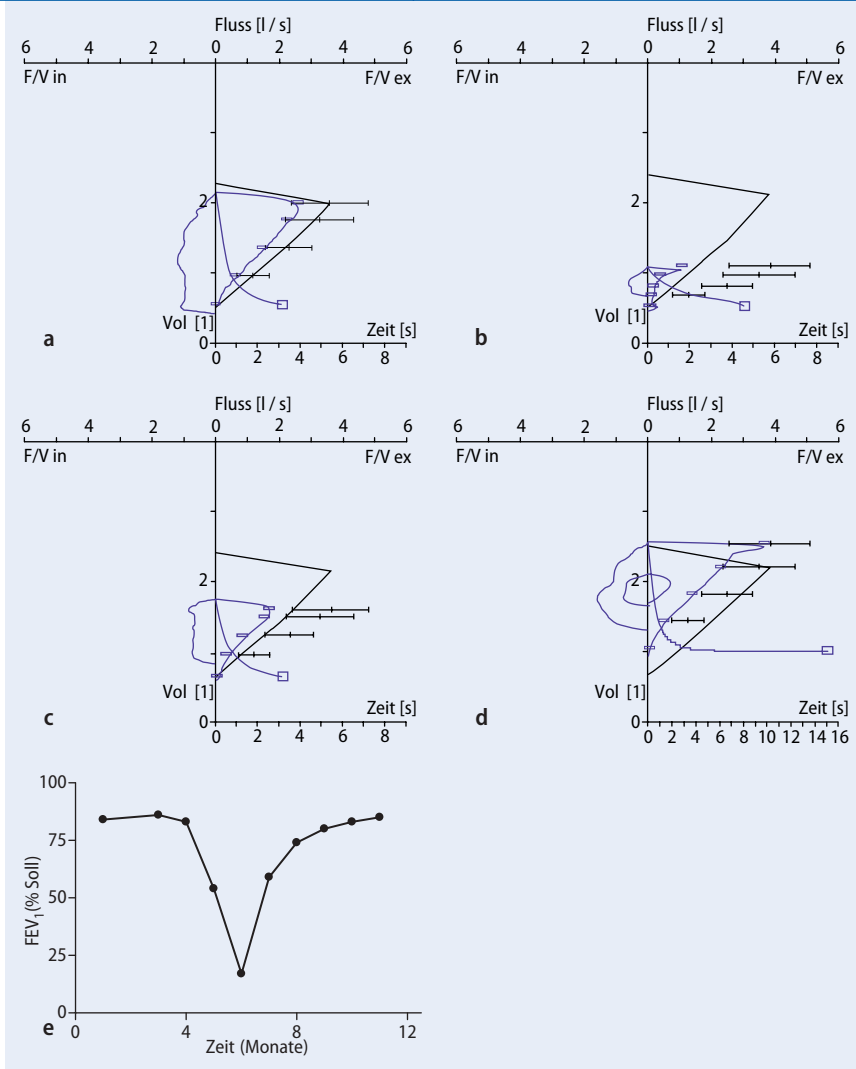 Fluss [l / s]
6 4 2 0 2 4 6
F/V in F/V ex
2
Vol [1] Zeit [s]
0
0 2 4 6 8
a
Fluss [l / s]
6 4 2 0 2 4 6
F/V in F/V ex
2
Vol [1] Zeit [s]
0
0 2 4 6 8
b
Fluss [l / s]
6 4 2 0 2 4 6
F/V in F/V ex
2
Vol [1] Zeit [s]
0
0 2 4 6 8
c
Fluss [l / s]
6 4 2 0 2 4 6
F/V in F/V ex
2
Vol [1] Zeit [s]
0
0 2 4 6 8 10 12 14 16
d
100
75
50
25
0
FEV1(% Soll)
0 4 8 12
Zeit (Monate)
e